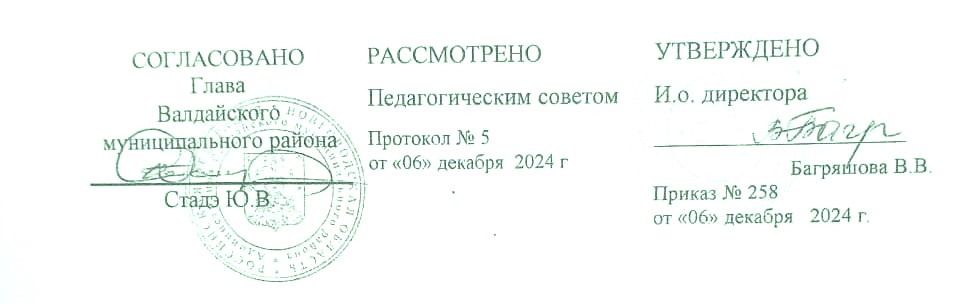 СОГЛАСОВАНО
Глава
Валдайского
муниципального района
Стадэ Ю.В.
РАССМОТРЕНО
Педагогическим советом
Протокол № 5
от «06» декабря 2024 г
УТВЕРЖДЕНО
И.о. директора
Багряшова В.В.
Приказ № 258
от «06» декабря 2024 г.